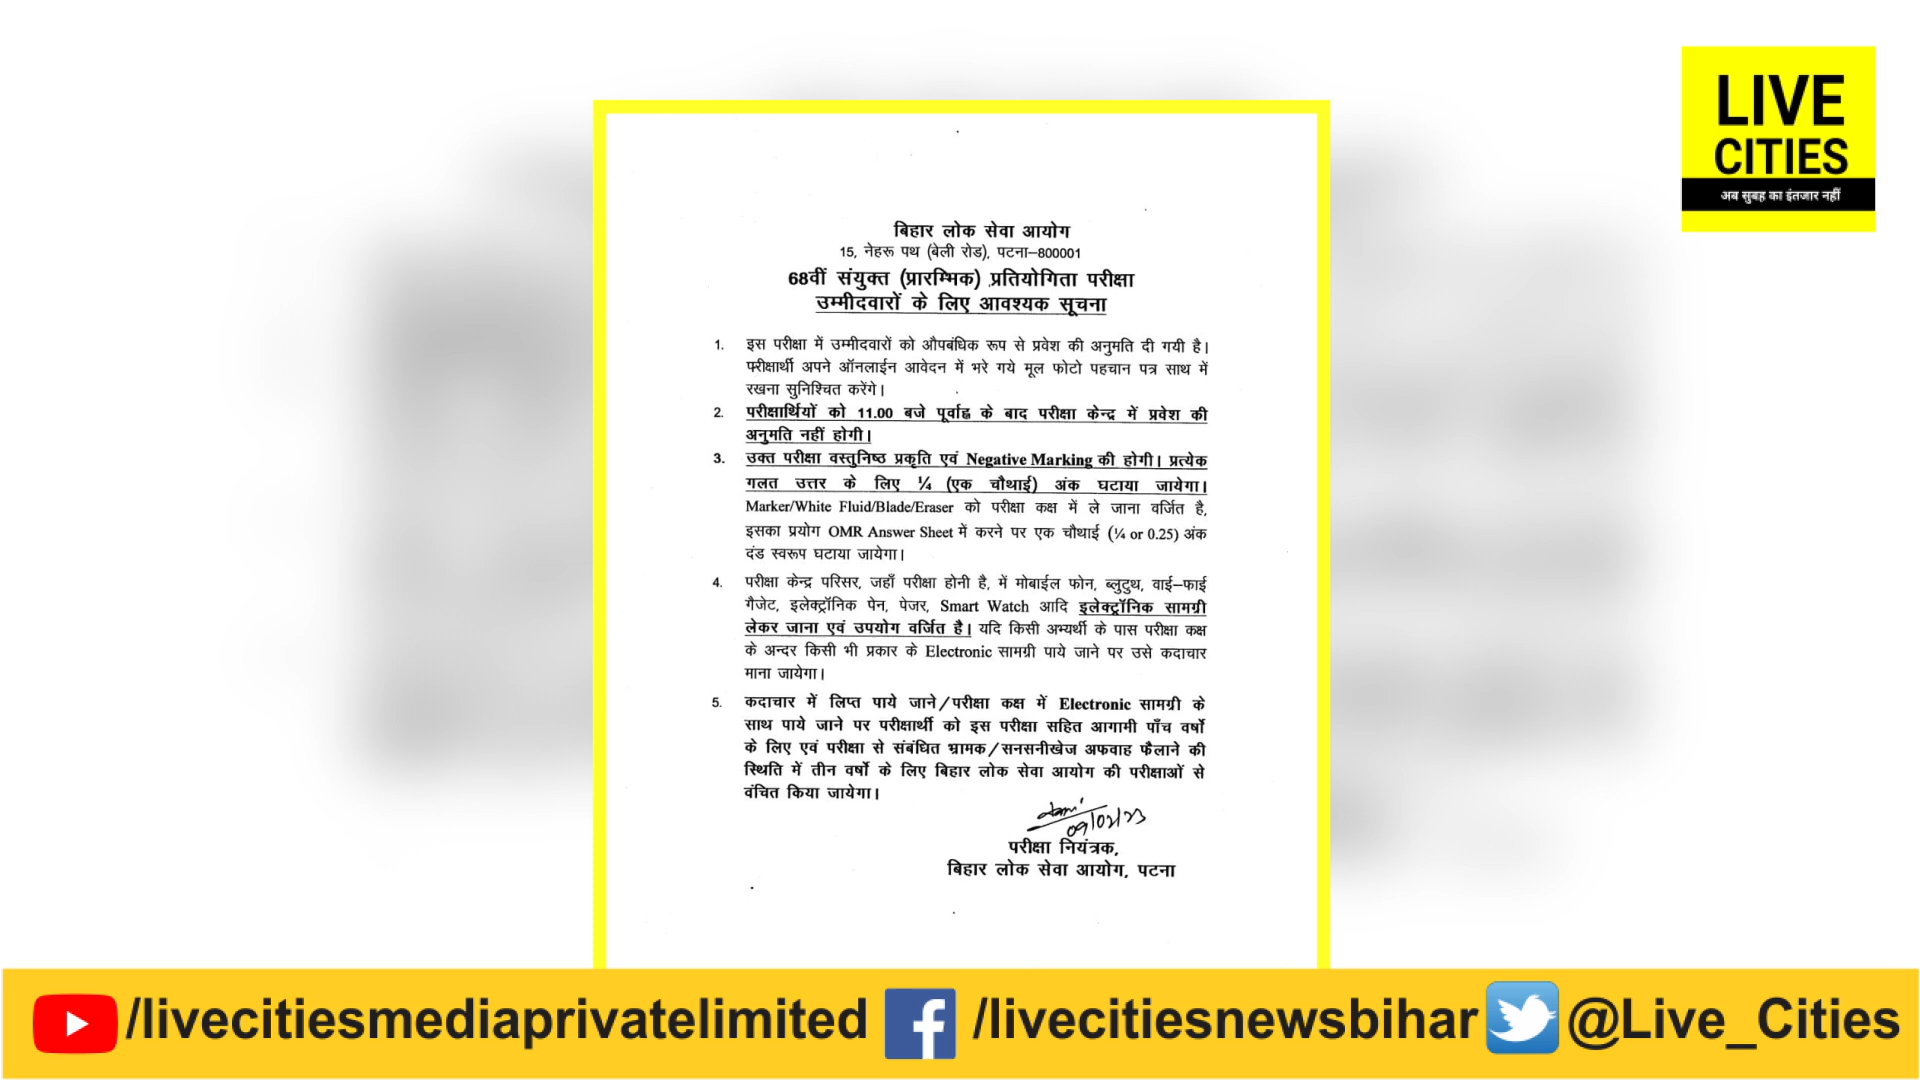 LIVE
CITIES
अब सुबह का इंतजार नहीं
बिहार लोक सेवा आयोग
15, नेहरू पथ (बेली रोड), पटना–800001
68वीं संयुक्त (प्रारम्भिक) प्रतियोगिता परीक्षा
उम्मीदवारों के लिए आवश्यक सूचना
1. इस परीक्षा में उम्मीदवारों को औपबंधिक रूप से प्रवेश की अनुमति दी गयी है।
परीक्षार्थी अपने ऑनलाईन आवेदन में भरे गये मूल फोटो पहचान पत्र साथ में
रखना सुनिश्चित करेंगे।
2. परीक्षार्थियों को 11.00 बजे पूर्वाह्न के बाद परीक्षा केन्द्र में प्रवेश की
अनुमति नहीं होगी।
3. उक्त परीक्षा वस्तुनिष्ठ प्रकृति एवं Negative Marking की होगी। प्रत्येक
गलत उत्तर के लिए ¼ (एक चौथाई) अंक घटाया जायेगा।
Marker/White Fluid/Blade/Eraser को परीक्षा कक्ष में ले जाना वर्जित है,
इसका प्रयोग OMR Answer Sheet में करने पर एक चौथाई (¼ or 0.25) अंक
दंड स्वरूप घटाया जायेगा।
4. परीक्षा केन्द्र परिसर, जहाँ परीक्षा होनी है, में मोबाईल फोन, ब्लुटुथ, वाई–फाई
गैजेट, इलेक्ट्रॉनिक पेन, पेजर, Smart Watch आदि इलेक्ट्रॉनिक सामग्री
लेकर जाना एवं उपयोग वर्जित है। यदि किसी अभ्यर्थी के पास परीक्षा कक्ष
के अन्दर किसी भी प्रकार के Electronic सामग्री पाये जाने पर उसे कदाचार
माना जायेगा।
5. कदाचार में लिप्त पाये जाने/परीक्षा कक्ष में Electronic सामग्री के
साथ पाये जाने पर परीक्षार्थी को इस परीक्षा सहित आगामी पाँच वर्षो
के लिए एवं परीक्षा से संबंधित भ्रामक/सनसनीखेज अफवाह फैलाने की
स्थिति में तीन वर्षो के लिए बिहार लोक सेवा आयोग की परीक्षाओं से
वंचित किया जायेगा।
09/02/23
परीक्षा नियंत्रक,
बिहार लोक सेवा आयोग, पटना
/livecitiesmediaprivatelimited /livecitiesnewsbihar @Live_Cities